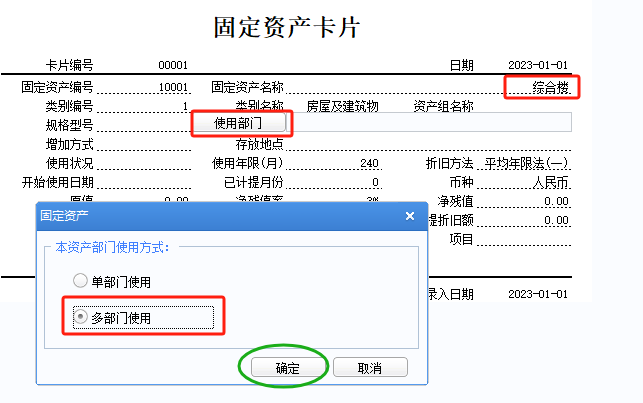 固定资产卡片
卡片编号 00001 日期 2023-01-01
固定资产编号 10001 固定资产名称 综合楼
类别编号 1 类别名称 房屋及建筑物 资产组名称
规格型号 使用部门
增加方式 存放地点
使用状况 使用年限(月) 240 折旧方法 平均年限法(一)
开始使用日期 已计提月份 0 币种 人民币
原值 0.00 净残值率 3% 净残值 0.00
固定资产
提折旧额 0.00
项目
本资产部门使用方式:
单部门使用
录入日期 2023-01-01
多部门使用
确定 取消